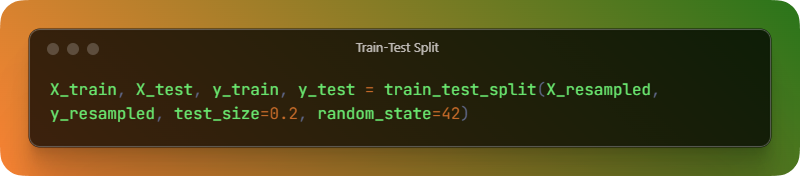 Train-Test Split
X_train, X_test, y_train, y_test = train_test_split(X_resampled,
y_resampled, test_size=0.2, random_state=42)